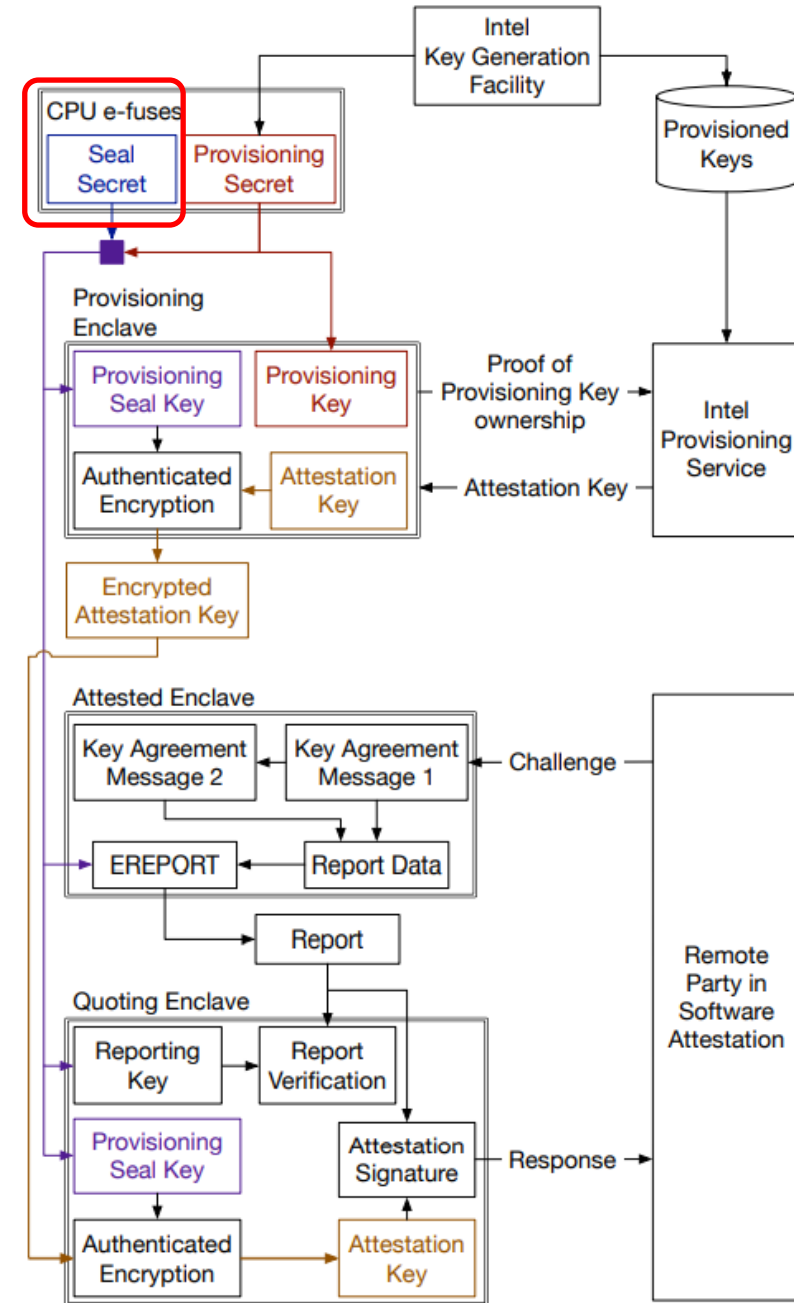 Intel
Key Generation
Facility
CPU e-fuses
Seal
Secret
Provisioning
Secret
Provisioned
Keys
Provisioning
Enclave
Provisioning
Seal Key
Provisioning
Key
Proof of
Provisioning Key
ownership
Intel
Provisioning
Service
Authenticated
Encryption
Attestation
Key
Attestation Key
Encrypted
Attestation Key
Attested Enclave
Key Agreement
Message 2
Key Agreement
Message 1
Challenge
EREPORT
Report Data
Report
Remote
Party in
Software
Attestation
Quoting Enclave
Reporting
Key
Report
Verification
Provisioning
Seal Key
Attestation
Signature
Response
Authenticated
Encryption
Attestation
Key